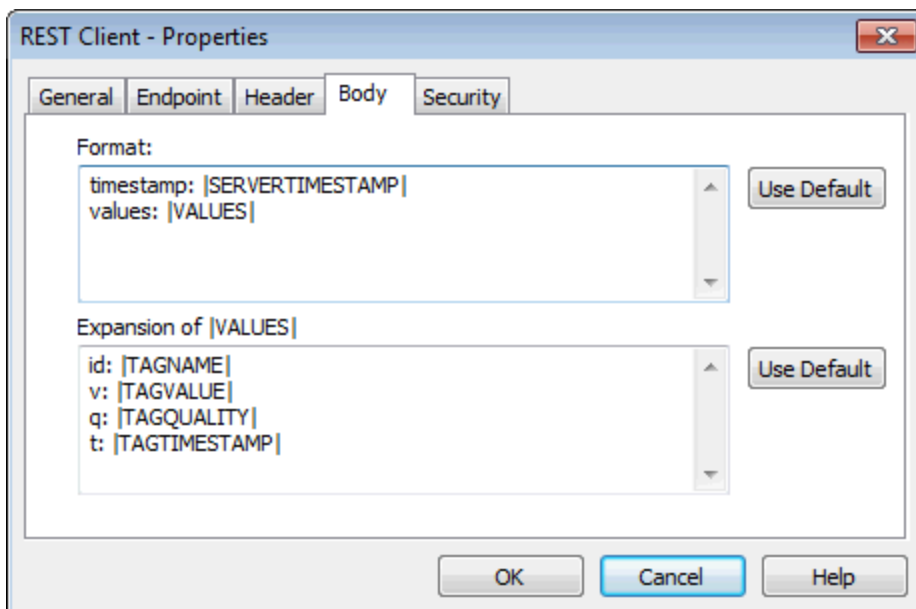 REST Client - Properties
General Endpoint Header Body Security
Format:
timestamp: |SERVERTIMESTAMP|
values: |VALUES|
Use Default
Expansion of |VALUES|
id: |TAGNAME|
v: |TAGVALUE|
q: |TAGQUALITY|
t: |TAGTIMESTAMP|
Use Default
OK Cancel Help